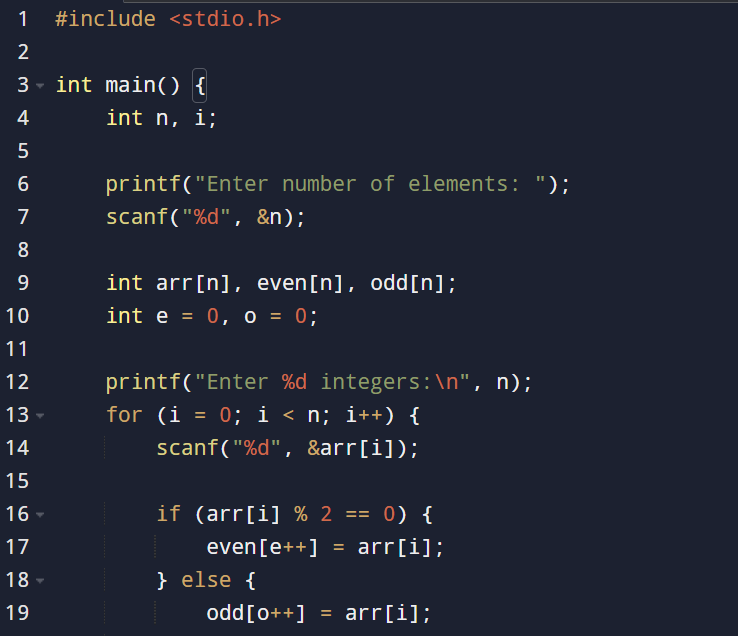 1 #include <stdio.h>
2
3 int main() {
4 int n, i;
5
6 printf("Enter number of elements: ");
7 scanf("%d", &n);
8
9 int arr[n], even[n], odd[n];
10 int e = 0, o = 0;
11
12 printf("Enter %d integers:\n", n);
13 for (i = 0; i < n; i++) {
14 scanf("%d", &arr[i]);
15
16 if (arr[i] % 2 == 0) {
17 even[e++] = arr[i];
18 } else {
19 odd[o++] = arr[i];